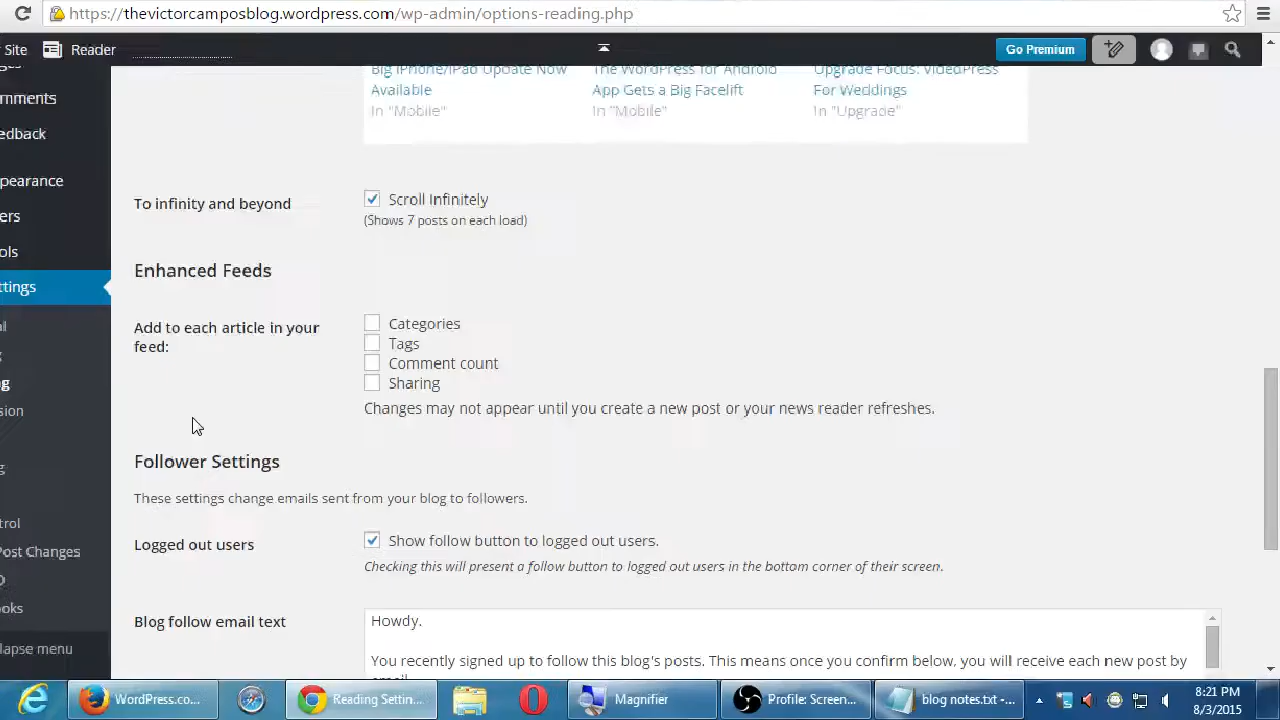 https://thevictorcamposblog.wordpress.com/wp-admin/options-reading.php
Site Reader Go Premium
Big iPhone/iPad Update Now
Available
In "Mobile"
The WordPress for Android
App Gets a Big Facelift
In "Mobile"
Upgrade Focus: VideoPress
For Weddings
In "Upgrade"
mments
edback
pearance
ers
ols
ttings
sion
trol
Post Changes
ooks
lapse menu
To infinity and beyond
Scroll Infinitely
(Shows 7 posts on each load)
Enhanced Feeds
Add to each article in your
feed:
Categories
Tags
Comment count
Sharing
Changes may not appear until you create a new post or your news reader refreshes.
Follower Settings
These settings change emails sent from your blog to followers.
Logged out users
Show follow button to logged out users.
Checking this will present a follow button to logged out users in the bottom corner of their screen.
Blog follow email text
Howdy.
You recently signed up to follow this blog's posts. This means once you confirm below, you will receive each new post by
email
WordPress.co...
Reading Settin...
Magnifier
Profile: Screen...
blog notes.txt -...
8:21 PM
8/3/2015